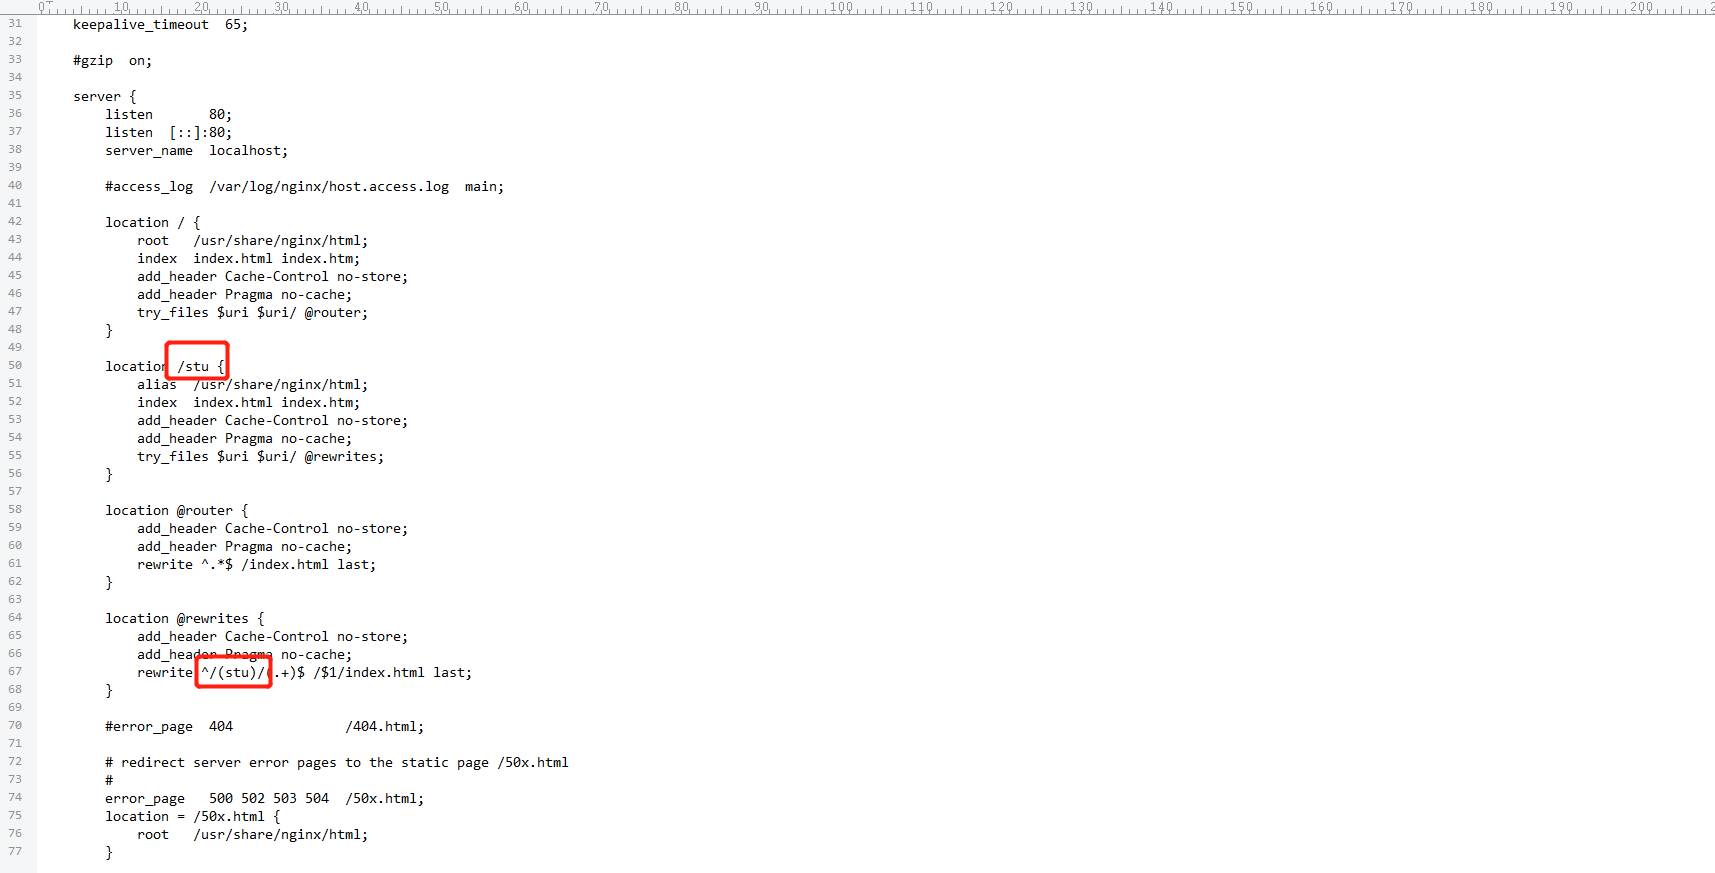 0 10 20 30 40 50 60 70 80 90 100 110 120 130 140 150 160 170 180 190 200
31 keepalive_timeout  65;
32
33 #gzip  on;
34
35 server {
36 listen       80;
37 listen  [::]:80;
38 server_name  localhost;
39
40 #access_log  /var/log/nginx/host.access.log  main;
41
42 location / {
43 root   /usr/share/nginx/html;
44 index  index.html index.htm;
45 add_header Cache-Control no-store;
46 add_header Pragma no-cache;
47 try_files $uri $uri/ @router;
48 }
49
50 location /stu {
51 alias  /usr/share/nginx/html;
52 index  index.html index.htm;
53 add_header Cache-Control no-store;
54 add_header Pragma no-cache;
55 try_files $uri $uri/ @rewrites;
56 }
57
58 location @router {
59 add_header Cache-Control no-store;
60 add_header Pragma no-cache;
61 rewrite ^.*$ /index.html last;
62 }
63
64 location @rewrites {
65 add_header Cache-Control no-store;
66 add_header Pragma no-cache;
67 rewrite ^/(stu)/(.+)$ /$1/index.html last;
68 }
69
70 #error_page  404              /404.html;
71
72 # redirect server error pages to the static page /50x.html
73 #
74 error_page   500 502 503 504  /50x.html;
75 location = /50x.html {
76 root   /usr/share/nginx/html;
77 }